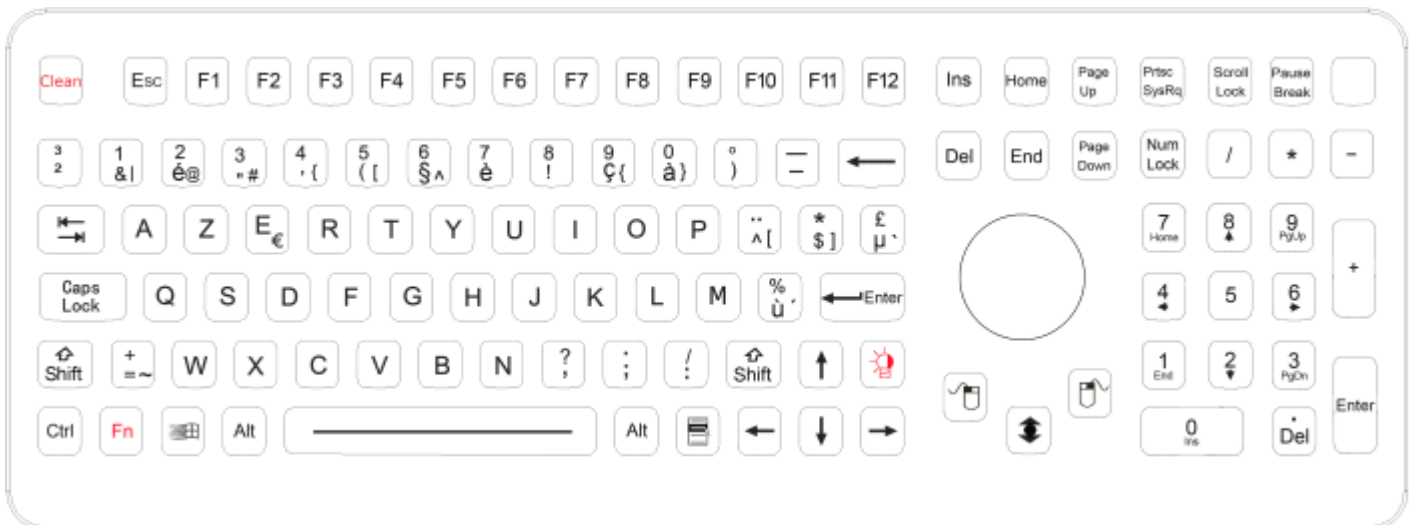 Clean Esc F1 F2 F3 F4 F5 F6 F7 F8 F9 F10 F11 F12 Ins Home Page Up Prtsc SysRq Scroll Lock Pause Break
3 1 2 3 4 5 6 7 8 9 0 ° —
2 &| é@ "# '{ ([ §^ è ! ç{ à} ) – Del End Page Down Num Lock / * -
A Z E € R T Y U I O P ¨ ^[ * $] £ µ` 7 Home 8 9 PgUp +
Caps Lock Q S D F G H J K L M % ù´ Enter 4 5 6
Shift + =~ W X C V B N ? , . ; / : Shift 1 End 2 3 PgDn Enter
Ctrl Fn Alt Alt 0 Ins . Del